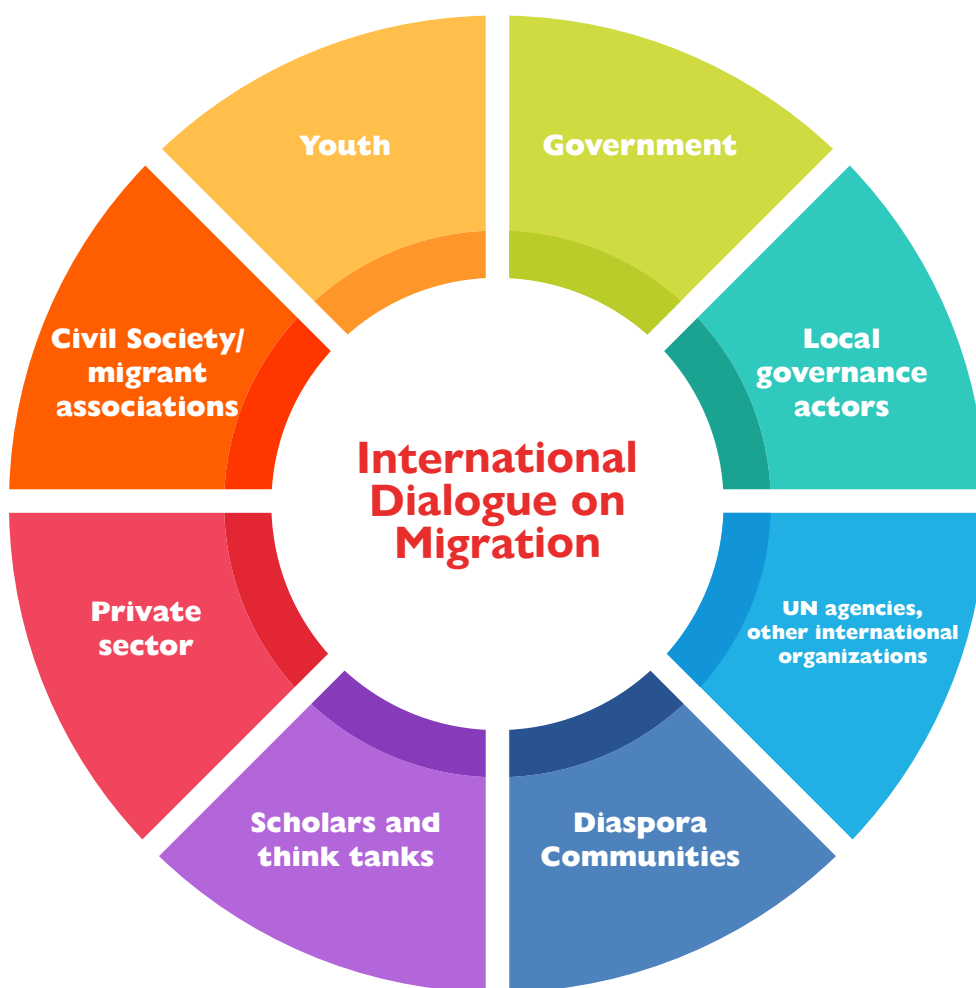 Youth
Government
Civil Society/
migrant
associations
Local
governance
actors
International
Dialogue on
Migration
Private
sector
UN agencies,
other international
organizations
Scholars and
think tanks
Diaspora
Communities